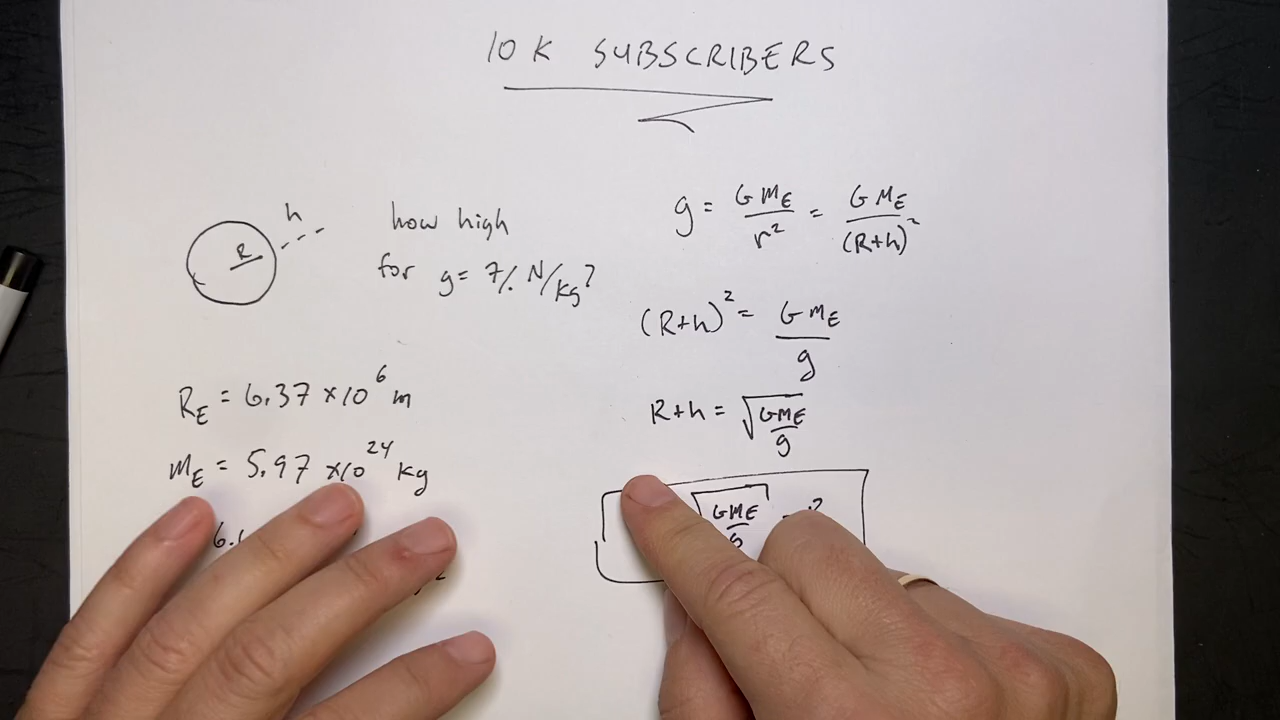 10 K SUBSCRIBERS
h
R
how high
for g = 7/. N/kg?
R_E = 6.37 × 10^6 m
M_E = 5.97 × 10^24 kg
g = GM_E/r^2 = GM_E/(R+h)^2
(R+h)^2 = GM_E/g
R+h = √(GM_E/g)
√(GM_E/g) -